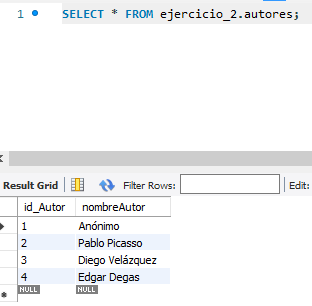 1 SELECT * FROM ejercicio_2.autores;
Result Grid Filter Rows: Edit:
id_Autor nombreAutor
1 Anónimo
2 Pablo Picasso
3 Diego Velázquez
4 Edgar Degas
NULL NULL